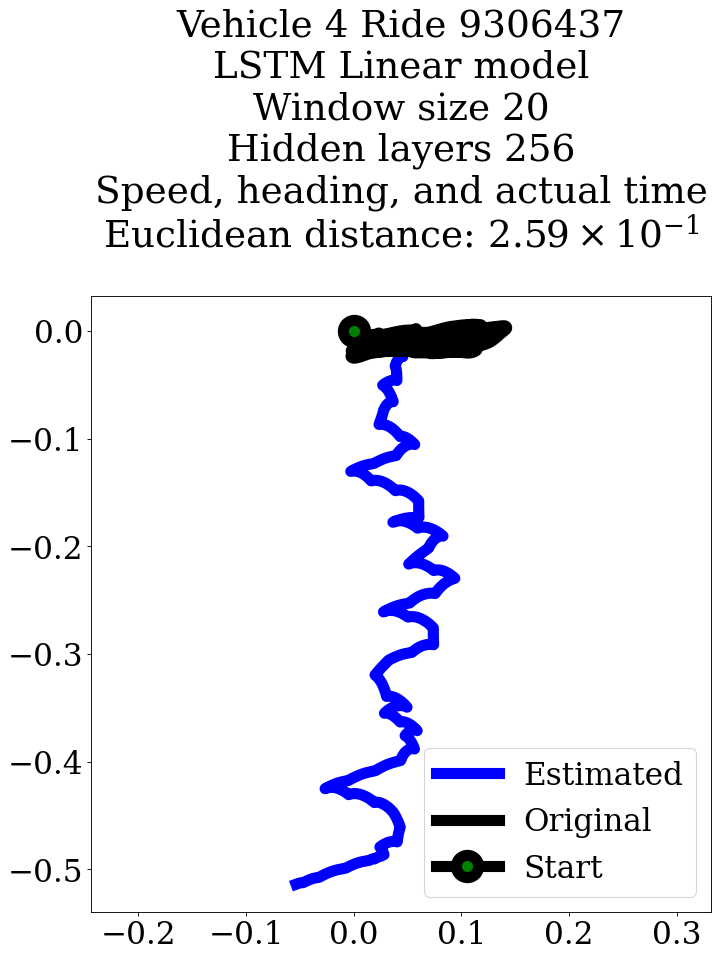 Vehicle 4 Ride 9306437
LSTM Linear model
Window size 20
Hidden layers 256
Speed, heading, and actual time
Euclidean distance: 2.59 × 10⁻¹
0.0
−0.1
−0.2
−0.3
−0.4
−0.5
Estimated
Original
Start
−0.2 −0.1 0.0 0.1 0.2 0.3